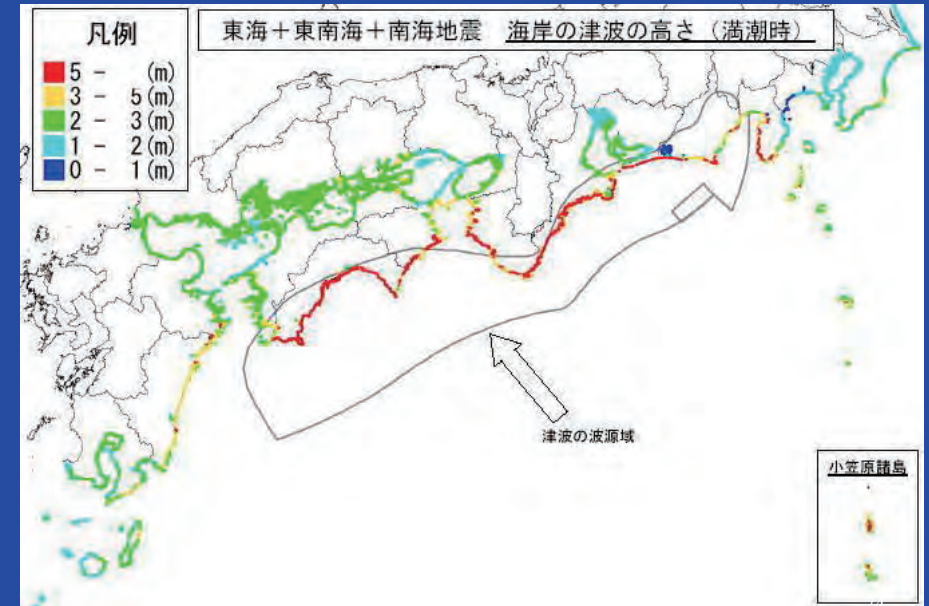 東海+東南海+南海地震 海岸の津波の高さ(満潮時)
凡例
5 - (m)
3 - 5(m)
2 - 3(m)
1 - 2(m)
0 - 1(m)
津波の波源域
小笠原諸島